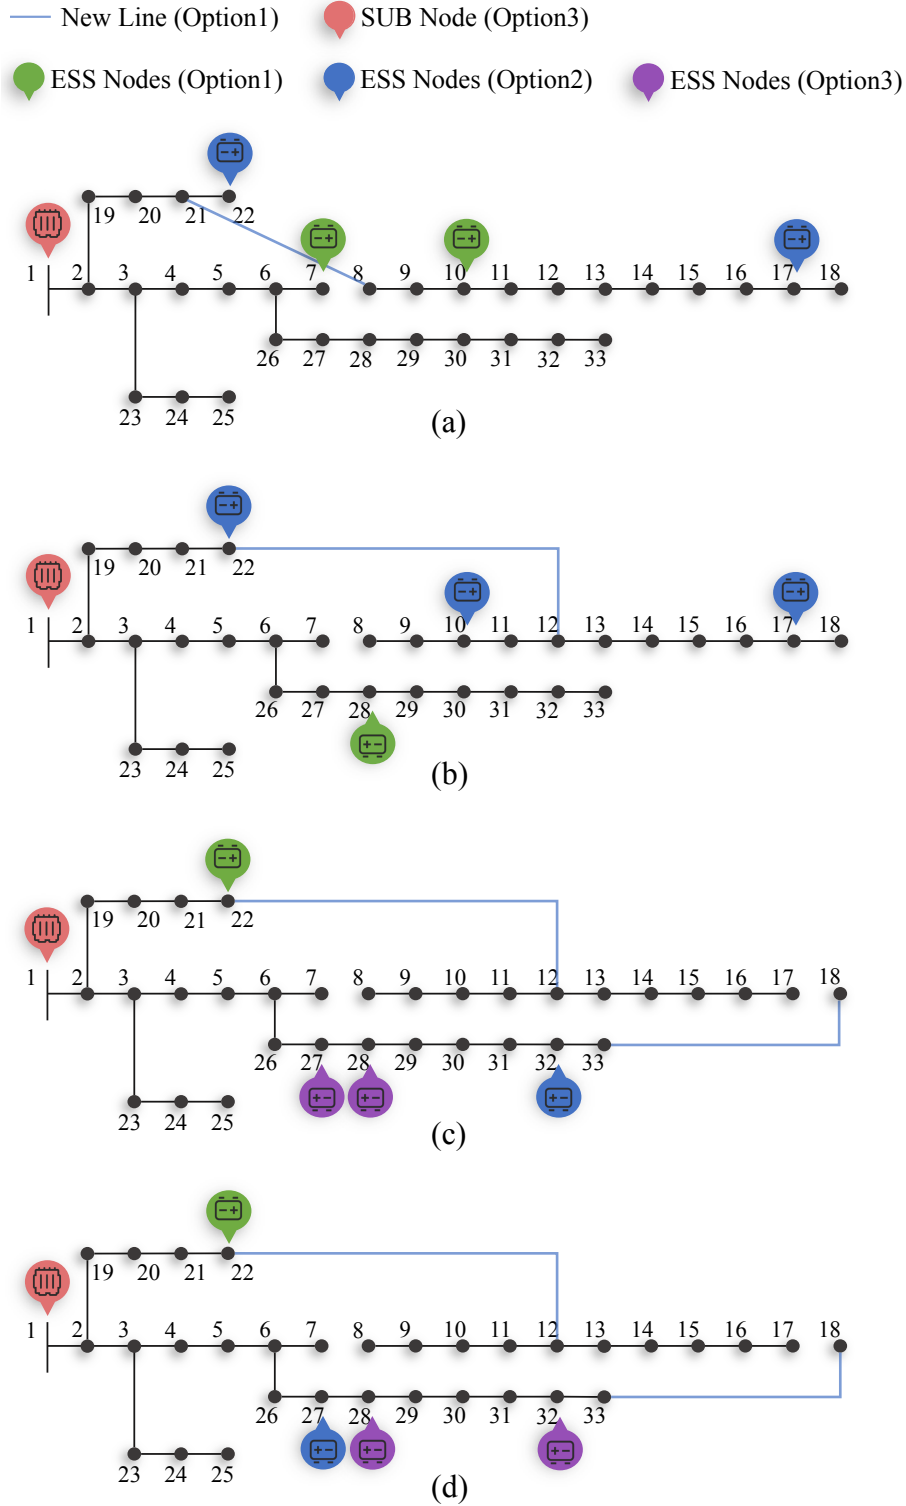 New Line (Option1) SUB Node (Option3)
ESS Nodes (Option1) ESS Nodes (Option2) ESS Nodes (Option3)
19 20 21 22
1 2 3 4 5 6 7 8 9 10 11 12 13 14 15 16 17 18
26 27 28 29 30 31 32 33
23 24 25
(a)
19 20 21 22
1 2 3 4 5 6 7 8 9 10 11 12 13 14 15 16 17 18
26 27 28 29 30 31 32 33
23 24 25
(b)
19 20 21 22
1 2 3 4 5 6 7 8 9 10 11 12 13 14 15 16 17 18
26 27 28 29 30 31 32 33
23 24 25
(c)
19 20 21 22
1 2 3 4 5 6 7 8 9 10 11 12 13 14 15 16 17 18
26 27 28 29 30 31 32 33
23 24 25
(d)